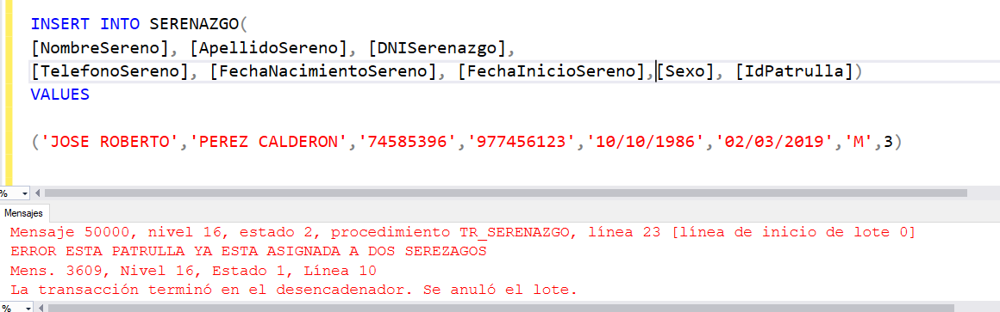 INSERT INTO SERENAZGO(
[NombreSereno], [ApellidoSereno], [DNISerenazgo],
[TelefonoSereno], [FechaNacimientoSereno], [FechaInicioSereno],[Sexo], [IdPatrulla])
VALUES
('JOSE ROBERTO','PEREZ CALDERON','74585396','977456123','10/10/1986','02/03/2019','M',3)
%
Mensajes
Mensaje 50000, nivel 16, estado 2, procedimiento TR_SERENAZGO, línea 23 [línea de inicio de lote 0]
ERROR ESTA PATRULLA YA ESTA ASIGNADA A DOS SEREZAGOS
Mens. 3609, Nivel 16, Estado 1, Línea 10
La transacción terminó en el desencadenador. Se anuló el lote.
%